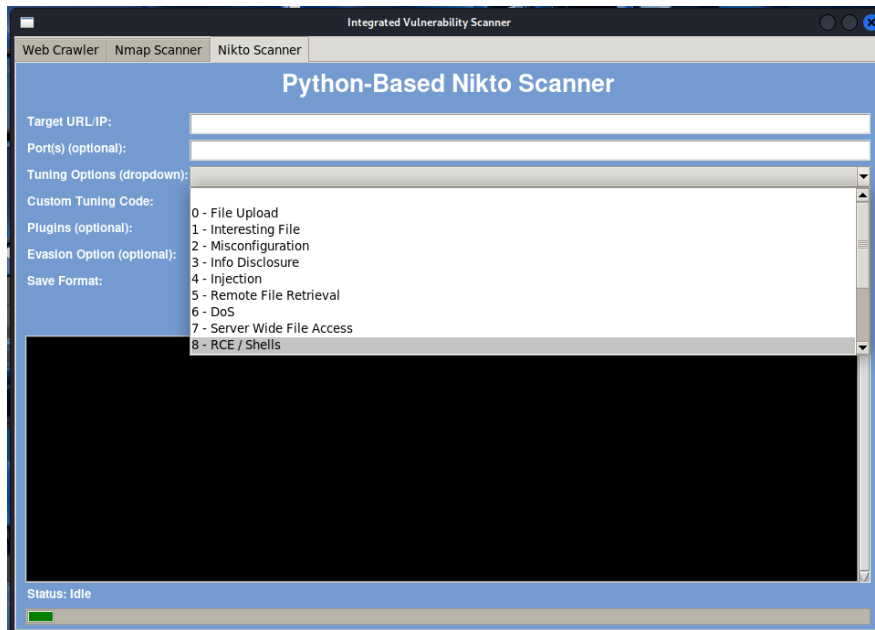 Integrated Vulnerability Scanner
Web Crawler Nmap Scanner Nikto Scanner
Python-Based Nikto Scanner
Target URL/IP:
Port(s) (optional):
Tuning Options (dropdown):
Custom Tuning Code:
Plugins (optional):
Evasion Option (optional):
Save Format:
0 - File Upload
1 - Interesting File
2 - Misconfiguration
3 - Info Disclosure
4 - Injection
5 - Remote File Retrieval
6 - DoS
7 - Server Wide File Access
8 - RCE / Shells
Status: Idle